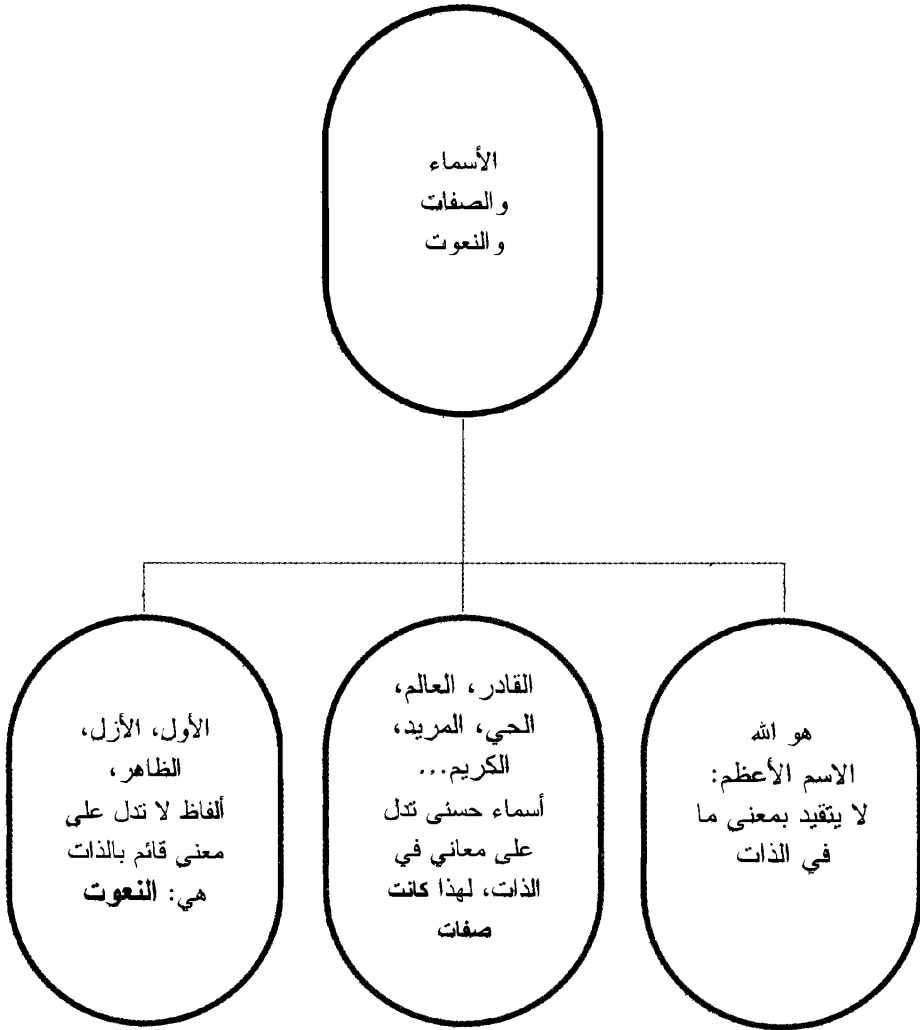 الأسماء
والصفات
والنعوت
هو الله
الاسم الأعظم:
لا يتقيد بمعنى ما
في الذات
القادر، العالم،
الحي، المريد،
الكريم...
أسماء حسنى تدل
على معاني في
الذات، لهذا كانت
صفات
الأول، الأزل،
الظاهر،
ألفاظ لا تدل على
معنى قائم بالذات
هي: النعوت